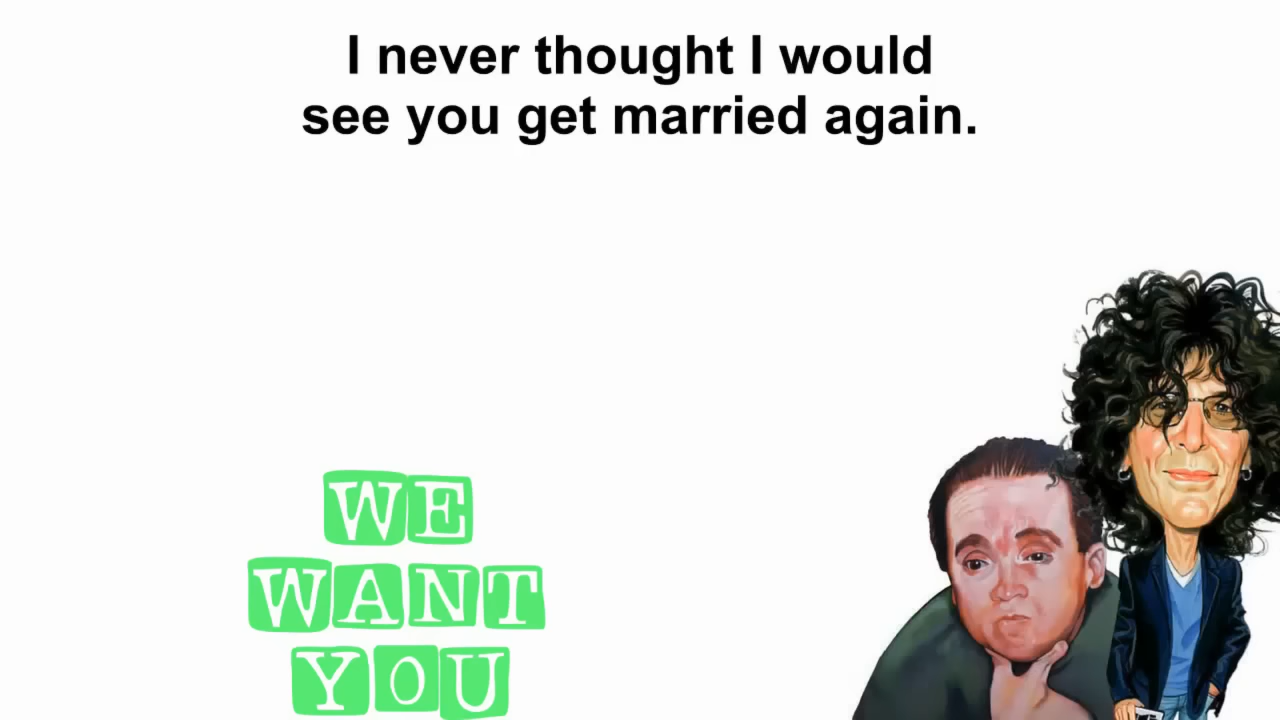 I never thought I would
see you get married again.
WE
WANT
YOU